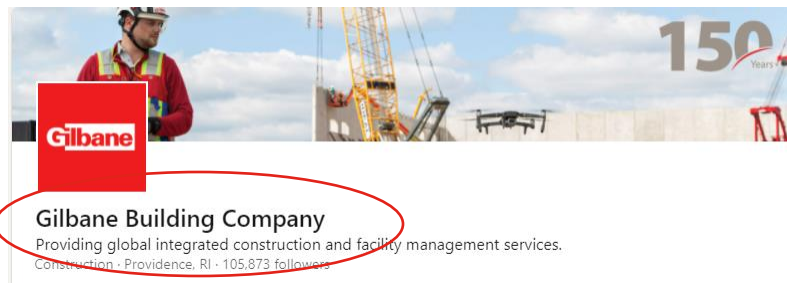 150
Years
Gilbane
Gilbane Building Company
Providing global integrated construction and facility management services.
Construction · Providence, RI · 105,873 followers